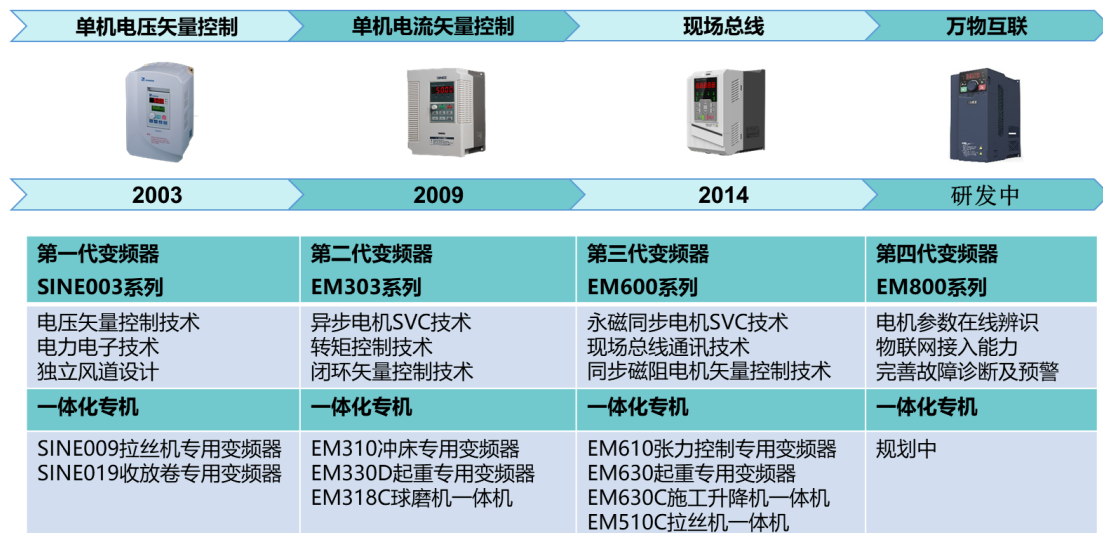 单机电压矢量控制
单机电流矢量控制
现场总线
万物互联
2003
2009
2014
研发中
第一代变频器
SINE003系列
第二代变频器
EM303系列
第三代变频器
EM600系列
第四代变频器
EM800系列
电压矢量控制技术
电力电子技术
独立风道设计
异步电机SVC技术
转矩控制技术
闭环矢量控制技术
永磁同步电机SVC技术
现场总线通讯技术
同步磁阻电机矢量控制技术
电机参数在线辨识
物联网接入能力
完善故障诊断及预警
一体化专机
一体化专机
一体化专机
一体化专机
SINE009拉丝机专用变频器
SINE019收放卷专用变频器
EM310冲床专用变频器
EM330D起重专用变频器
EM318C球磨机一体机
EM610张力控制专用变频器
EM630起重专用变频器
EM630C施工升降机一体机
EM510C拉丝机一体机
规划中